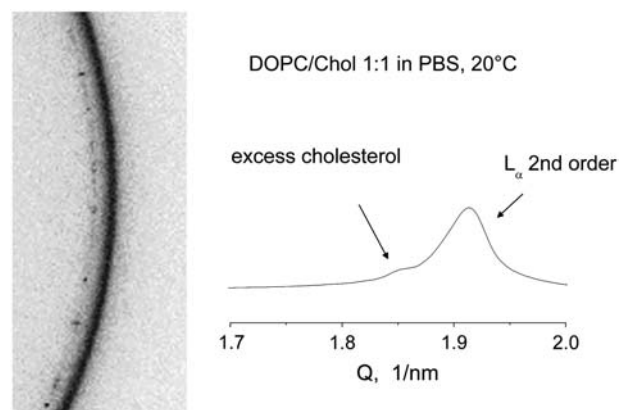 DOPC/Chol 1:1 in PBS, 20°C
excess cholesterol
Lα 2nd order
1.7 1.8 1.9 2.0
Q, 1/nm